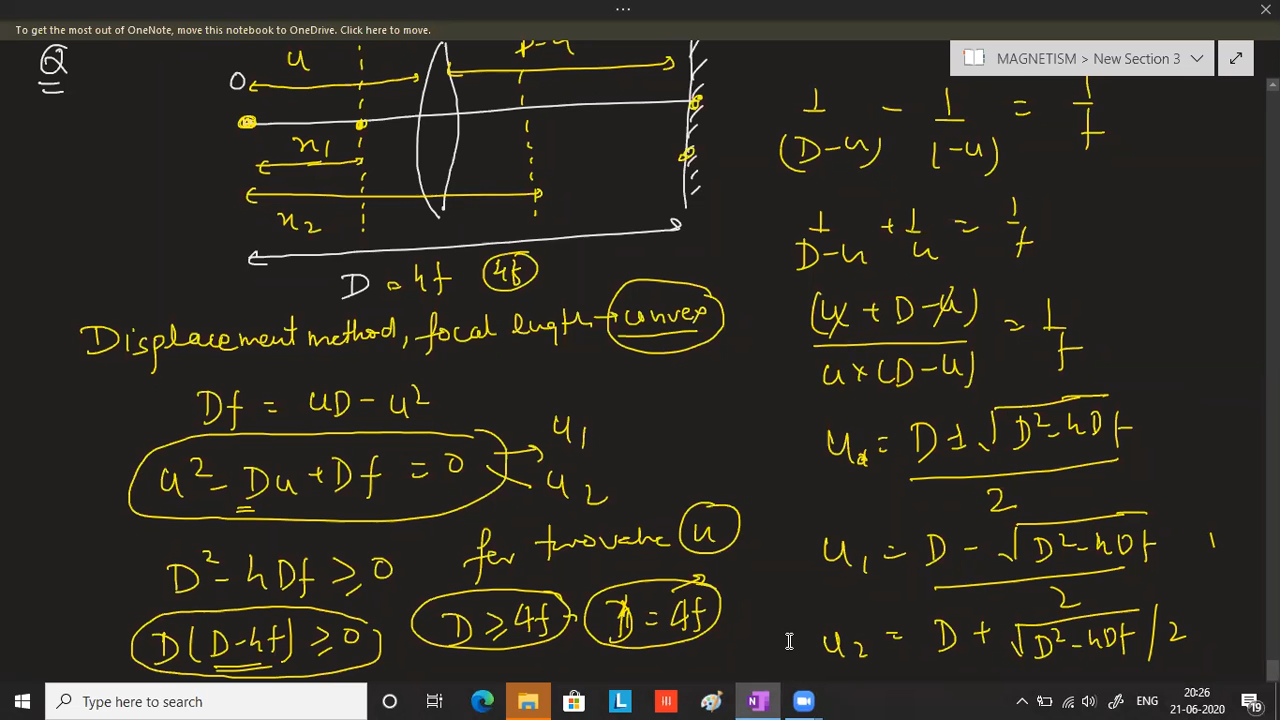 To get the most out of OneNote, move this notebook to OneDrive. Click here to move.
MAGNETISM > New Section 3
Q
u
D-u
O
x1
x2
D = 4f 4f
Displacement method, focal length → convex
Df = uD - u²
u² - Du + Df = 0
u1
u2
for two value u
D² - 4Df ≥ 0
D(D-4f) ≥ 0
D ≥ 4f
D = 4f
1/(D-u) - 1/(-u) = 1/f
1/D-u + 1/u = 1/f
(u + D - u)/u×(D-u) = 1/f
u = D ± √D²-4Df / 2
u1 = D - √D²-4Df / 2
u2 = D + √D²-4Df / 2
Type here to search
ENG
20:26
21-06-2020
19